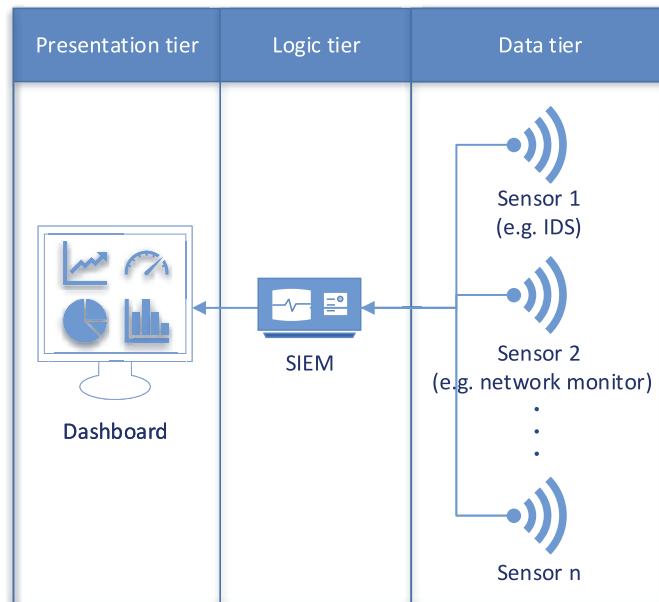 Presentation tier
Logic tier
Data tier
Sensor 1
(e.g. IDS)
Sensor 2
(e.g. network monitor)
SIEM
Dashboard
Sensor n